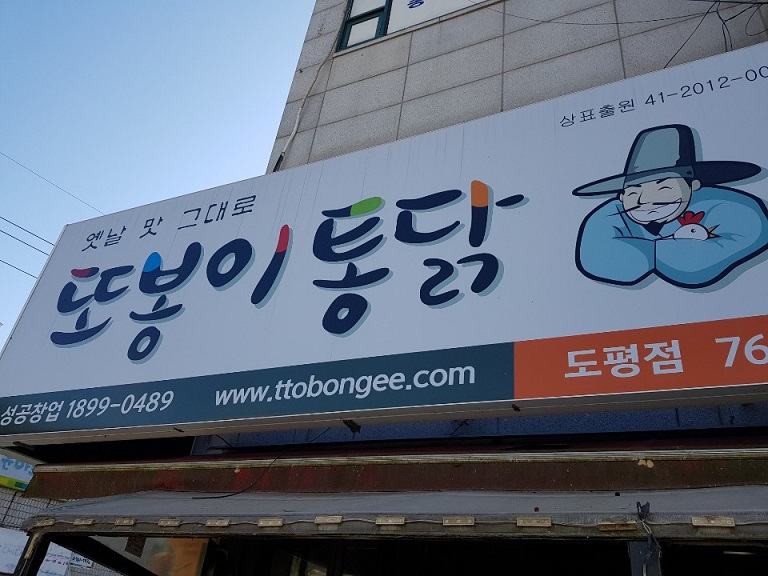 상표출원 41-2012-00
옛날 맛 그대로
또봉이통닭
성공창업 1899-0489
www.ttobongee.com
도평점 76